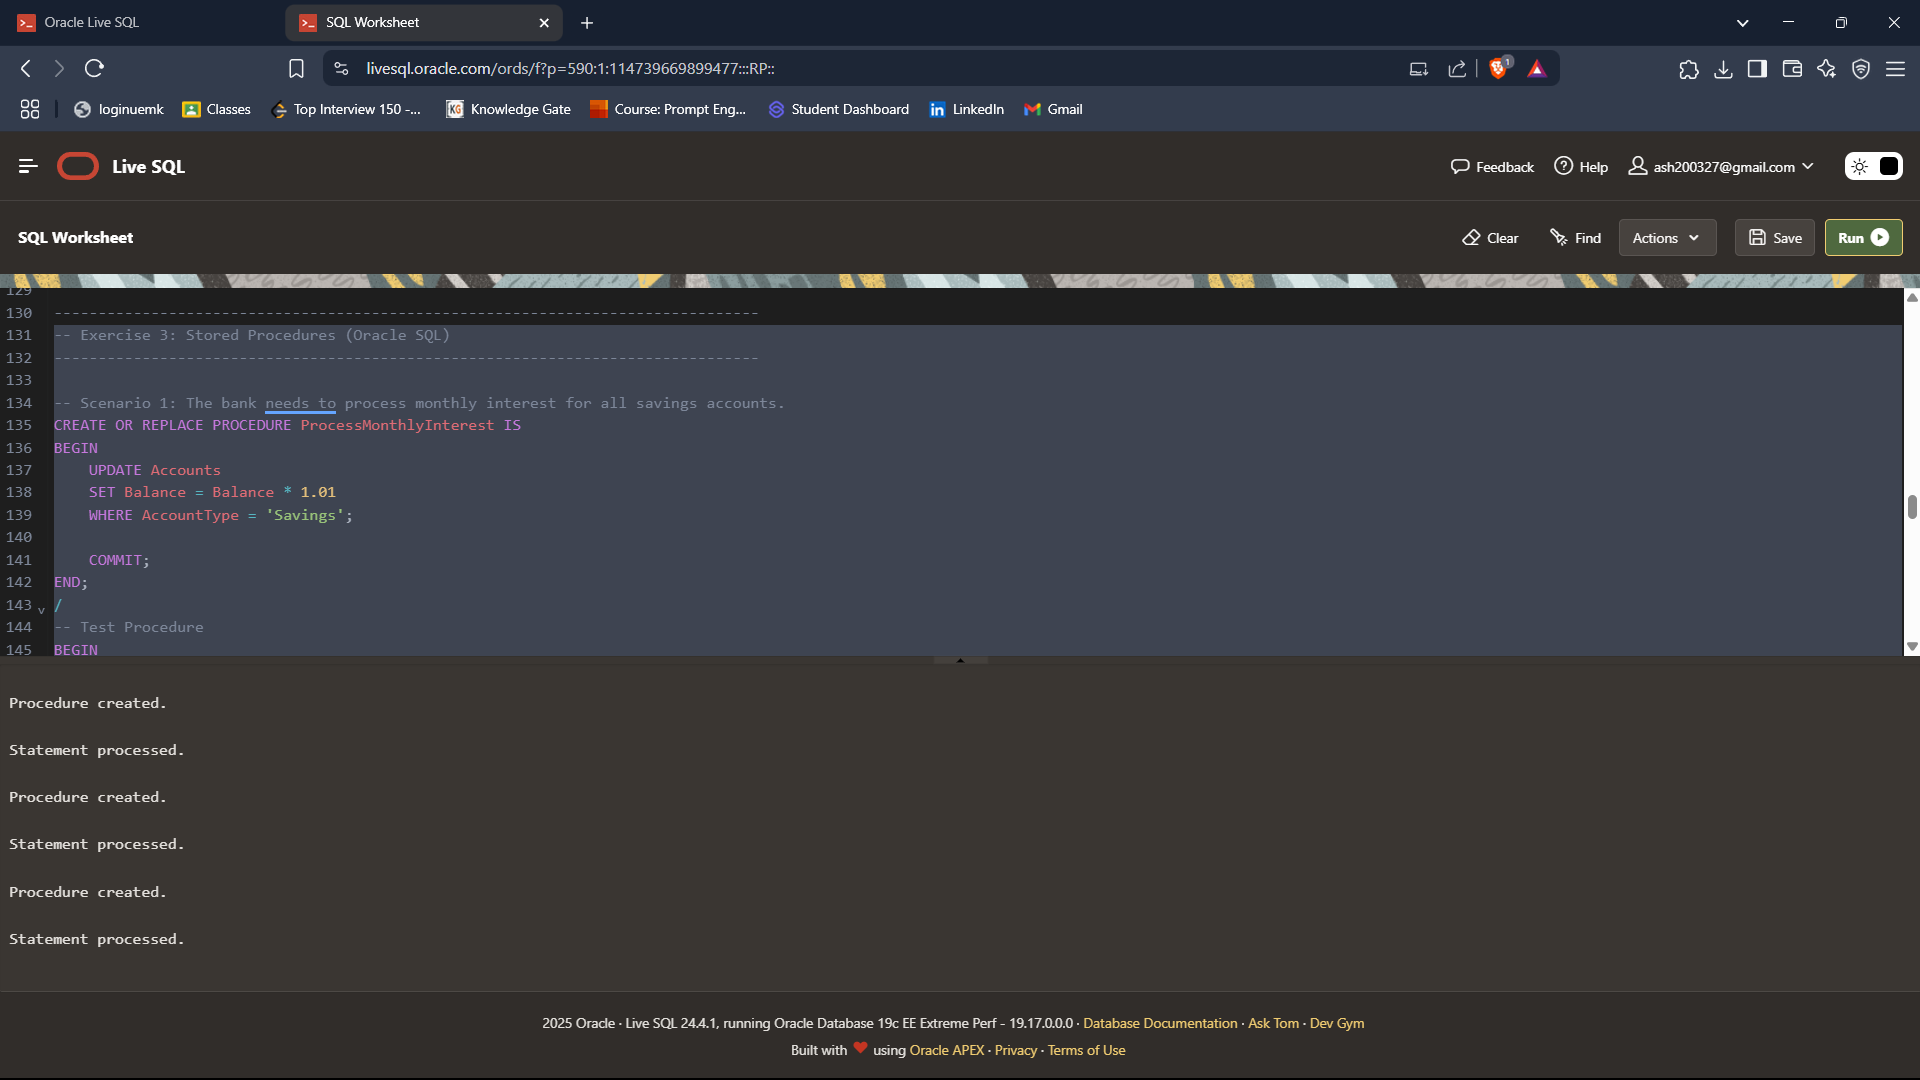 Oracle Live SQL
SQL Worksheet
livesql.oracle.com/ords/f?p=590:1:114739669899477:::RP::
1
loginuemk
Classes
Top Interview 150 -...
KG Knowledge Gate
Course: Prompt Eng...
Student Dashboard
in LinkedIn
Gmail
Live SQL
Feedback
Help
ash200327@gmail.com
SQL Worksheet
Clear
Find
Actions
Save
Run
129
130 --------------------------------------------------------------------------------
131 -- Exercise 3: Stored Procedures (Oracle SQL)
132 --------------------------------------------------------------------------------
133
134 -- Scenario 1: The bank needs to process monthly interest for all savings accounts.
135 CREATE OR REPLACE PROCEDURE ProcessMonthlyInterest IS
136 BEGIN
137 UPDATE Accounts
138 SET Balance = Balance * 1.01
139 WHERE AccountType = 'Savings';
140
141 COMMIT;
142 END;
143 /
144 -- Test Procedure
145 BEGIN
Procedure created.
Statement processed.
Procedure created.
Statement processed.
Procedure created.
Statement processed.
2025 Oracle · Live SQL 24.4.1, running Oracle Database 19c EE Extreme Perf - 19.17.0.0.0 · Database Documentation · Ask Tom · Dev Gym
Built with ❤ using Oracle APEX · Privacy · Terms of Use